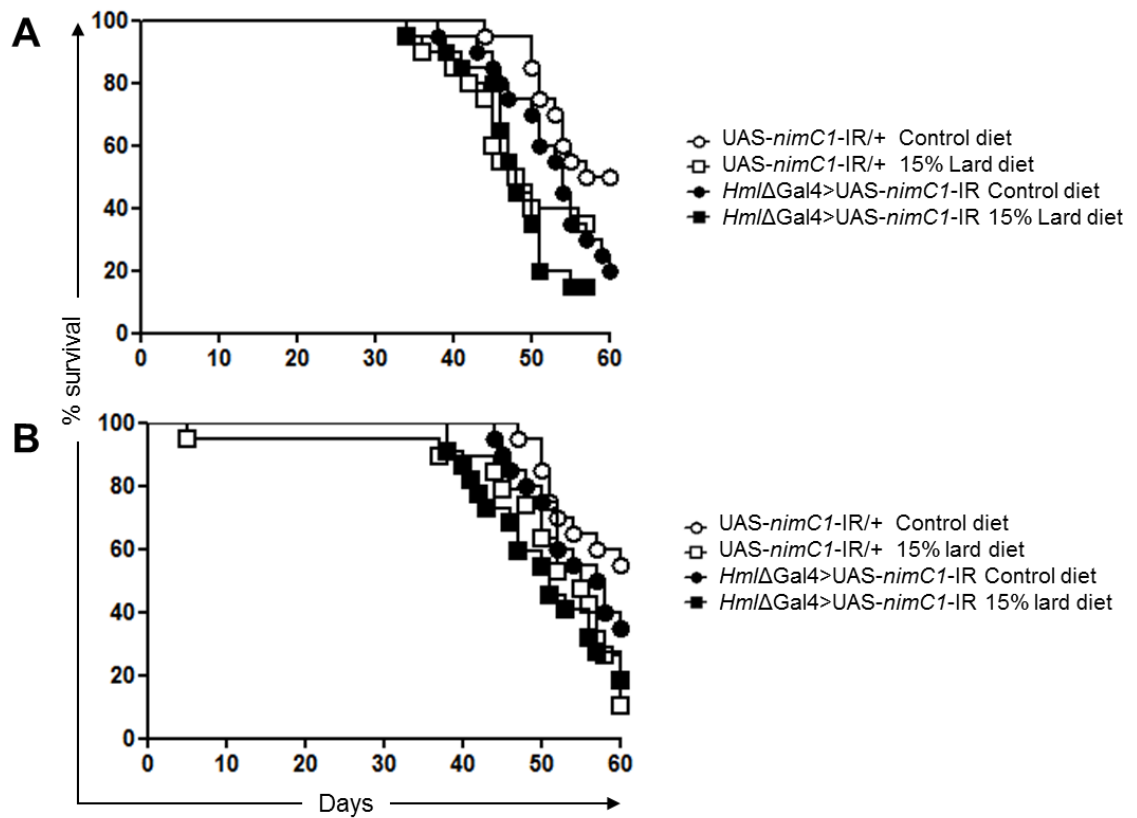 A
100
80
60
40
20
0
0 10 20 30 40 50 60
UAS-nimC1-IR/+ Control diet
UAS-nimC1-IR/+ 15% Lard diet
HmlΔGal4>UAS-nimC1-IR Control diet
HmlΔGal4>UAS-nimC1-IR 15% Lard diet
% survival
B
100
80
60
40
20
0
0 10 20 30 40 50 60
UAS-nimC1-IR/+ Control diet
UAS-nimC1-IR/+ 15% lard diet
HmlΔGal4>UAS-nimC1-IR Control diet
HmlΔGal4>UAS-nimC1-IR 15% lard diet
Days